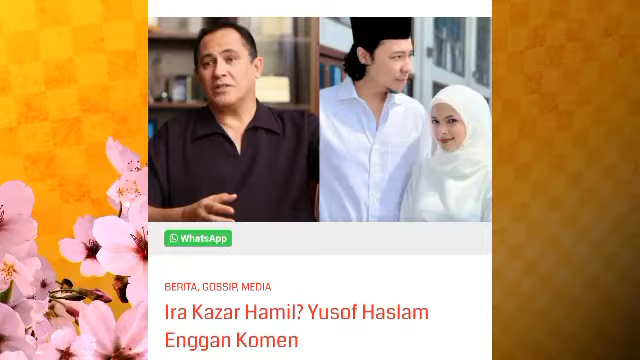 WhatsApp
BERITA, GOSSIP, MEDIA
Ira Kazar Hamil? Yusof Haslam
Enggan Komen